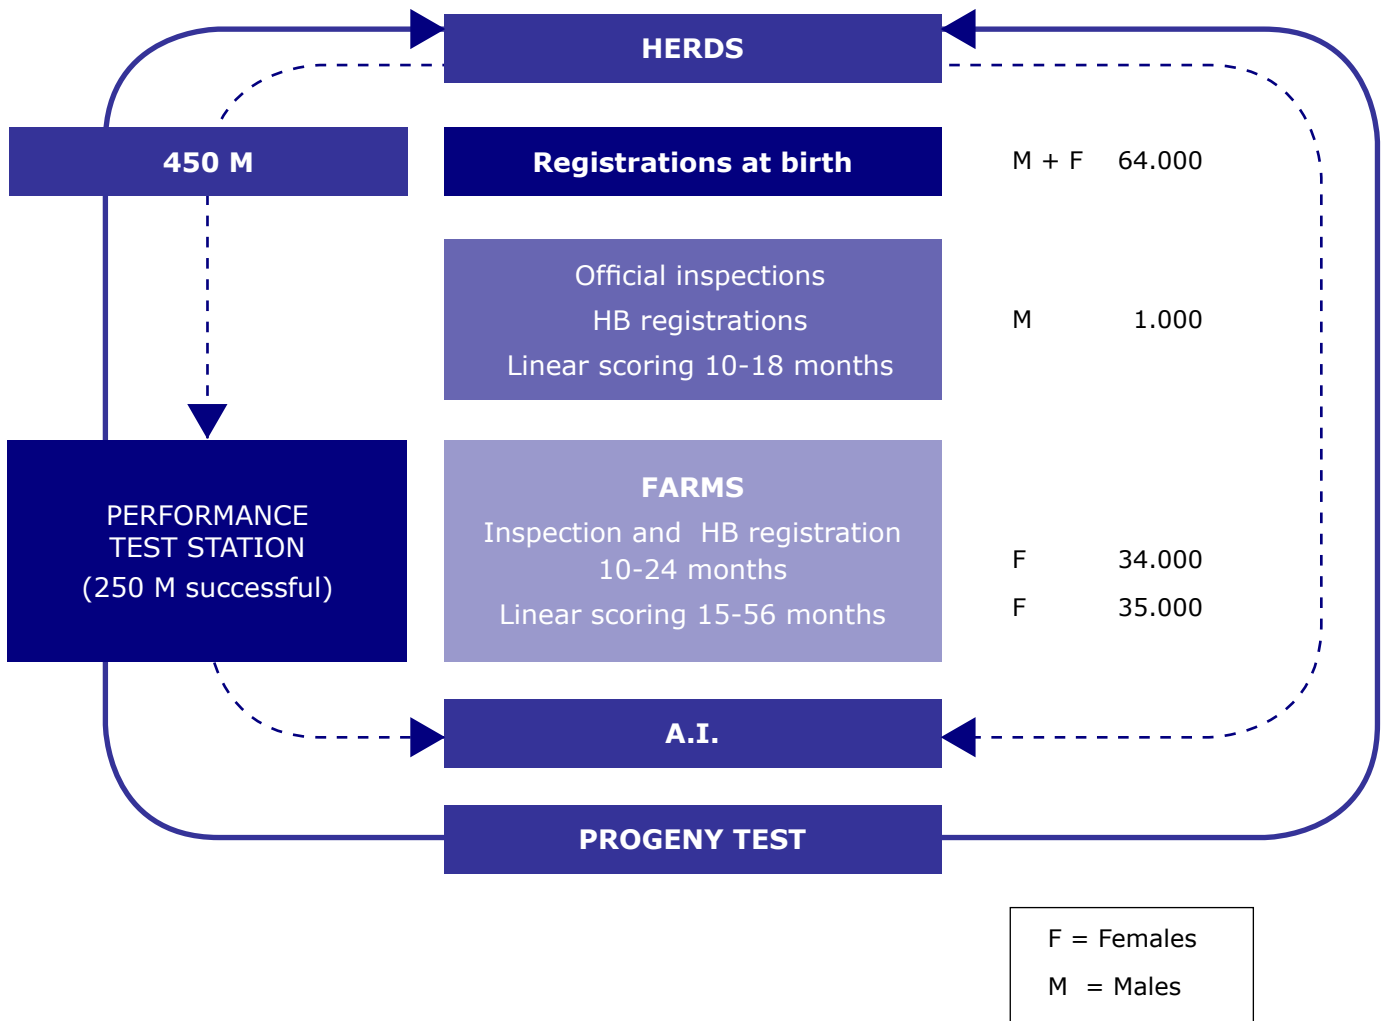 HERDS
450 M
Registrations at birth
M + F 64.000
Official inspections
HB registrations
Linear scoring 10-18 months
M 1.000
PERFORMANCE
TEST STATION
(250 M successful)
FARMS
Inspection and HB registration
10-24 months
Linear scoring 15-56 months
F 34.000
F 35.000
A.I.
PROGENY TEST
F = Females
M = Males